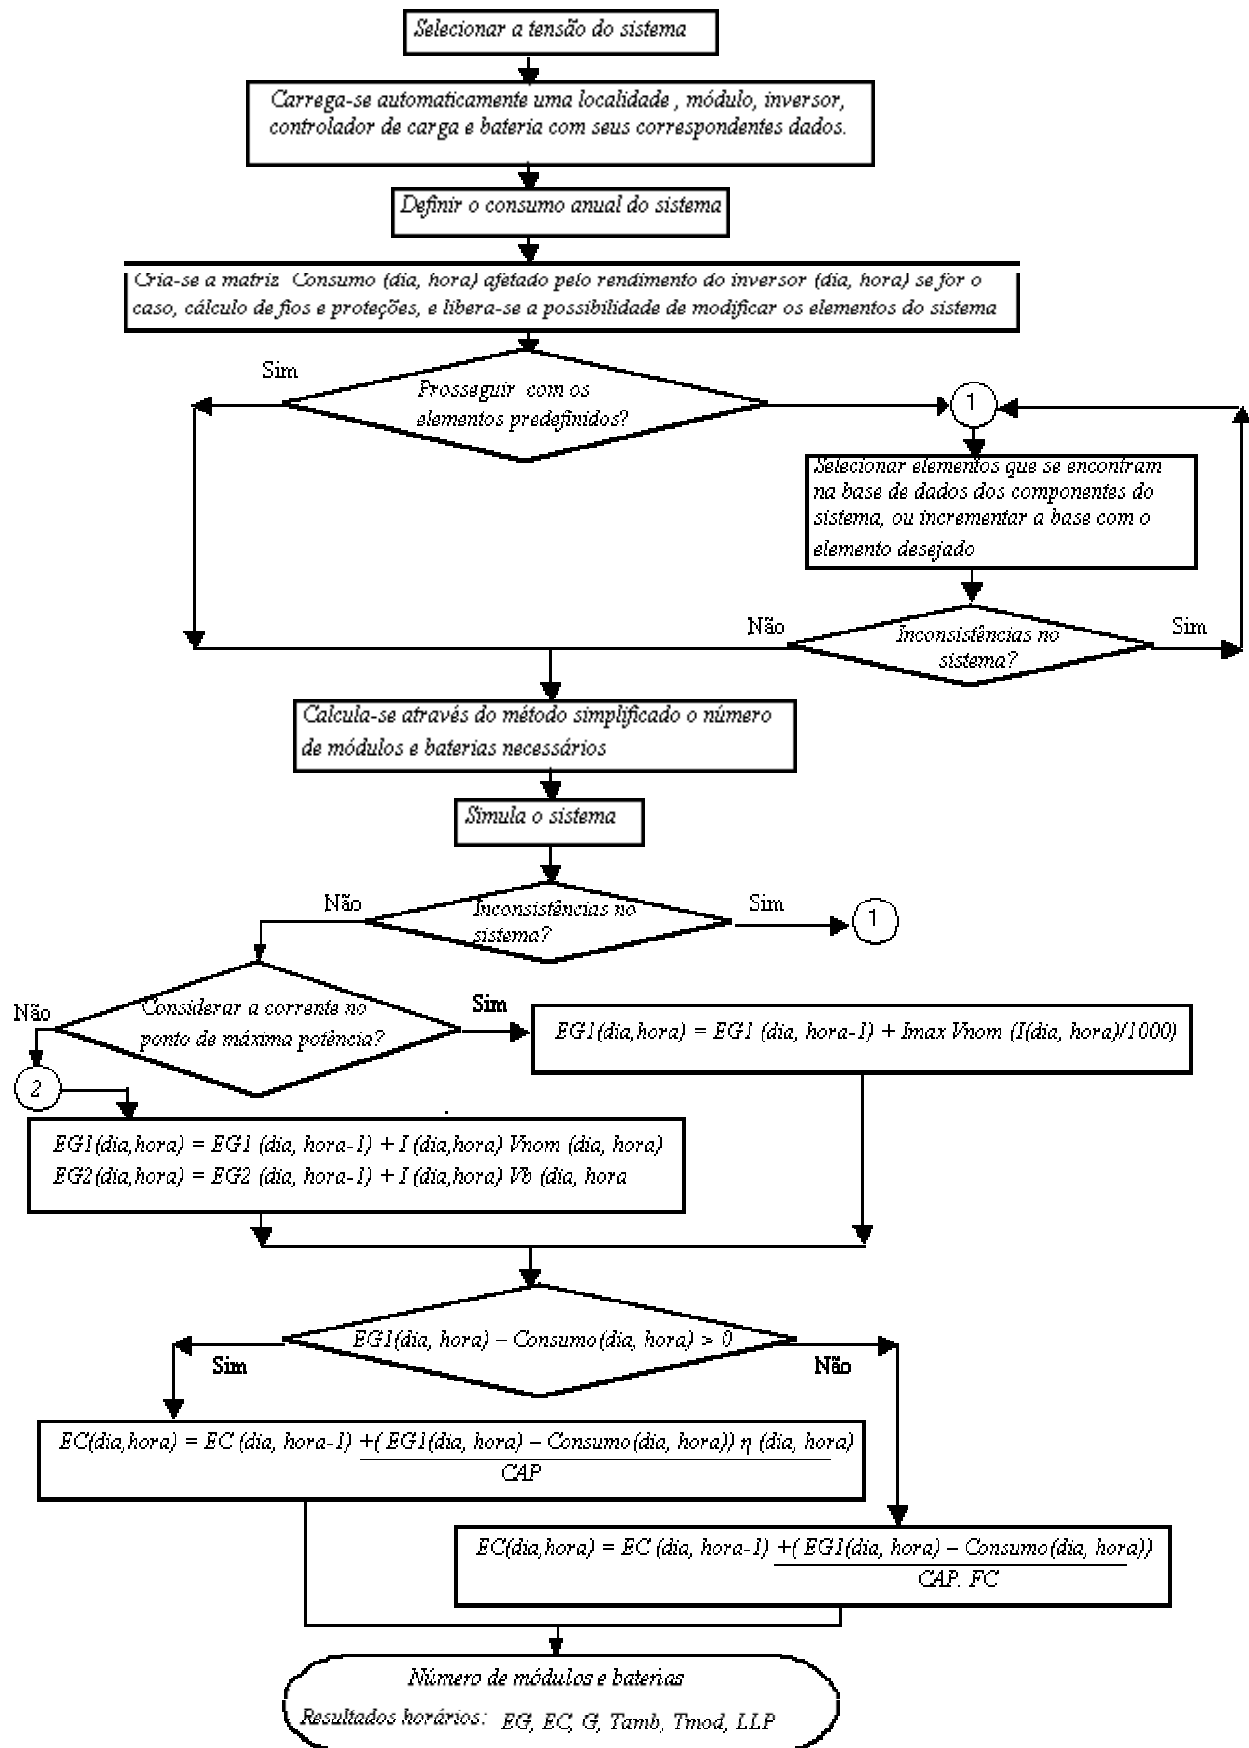 Selecionar a tensão do sistema
Carrega-se automaticamente uma localidade , módulo, inversor,
controlador de carga e bateria com seus correspondentes dados.
Definir o consumo anual do sistema
Cria-se a matriz Consumo (dia, hora) afetado pelo rendimento do inversor (dia, hora) se for o
caso, cálculo de fios e proteções, e libera-se a possibilidade de modificar os elementos do sistema
Sim
Prosseguir com os
elementos predefinidos?
1
Selecionar elementos que se encontram
na base de dados dos componentes do
sistema, ou incrementar a base com o
elemento desejado
Não
Inconsistências no
sistema?
Sim
Calcula-se através do método simplificado o número
de módulos e baterias necessários
Simula o sistema
Não
Inconsistências no
sistema?
Sim
1
Não
Considerar a corrente no
ponto de máxima potência?
Sim
EG1(dia,hora) = EG1 (dia, hora-1) + Imax Vnom (I(dia, hora)/1000)
2
EG1(dia,hora) = EG1 (dia, hora-1) + I (dia,hora) Vnom (dia, hora)
EG2(dia,hora) = EG2 (dia, hora-1) + I (dia,hora) Vb (dia, hora
EG1(dia, hora) – Consumo(dia, hora) > 0
Sim
Não
EC(dia,hora) = EC (dia, hora-1) +( EG1(dia, hora) – Consumo(dia, hora)) η (dia, hora)
CAP
EC(dia,hora) = EC (dia, hora-1) +( EG1(dia, hora) – Consumo(dia, hora))
CAP. FC
Número de módulos e baterias
Resultados horários: EG, EC, G, Tamb, Tmod, LLP